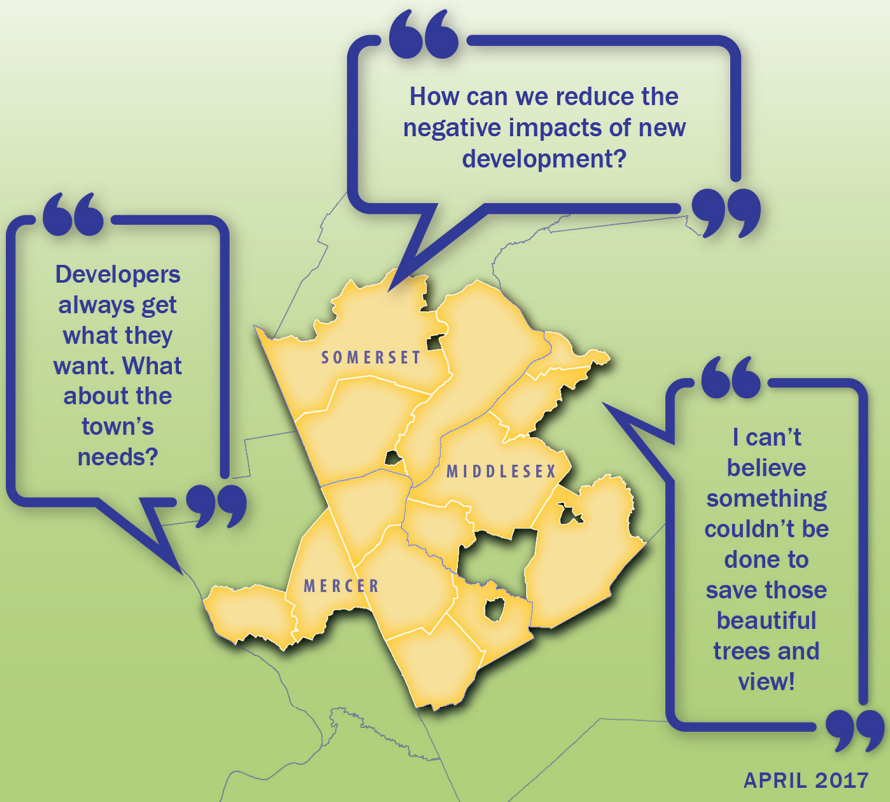 “How can we reduce the
negative impacts of new
development?”
“Developers
always get
what they
want. What
about the
town’s
needs?”
SOMERSET
MIDDLESEX
MERCER
“I can’t
believe
something
couldn’t be
done to
save those
beautiful
trees and
view!”
APRIL 2017